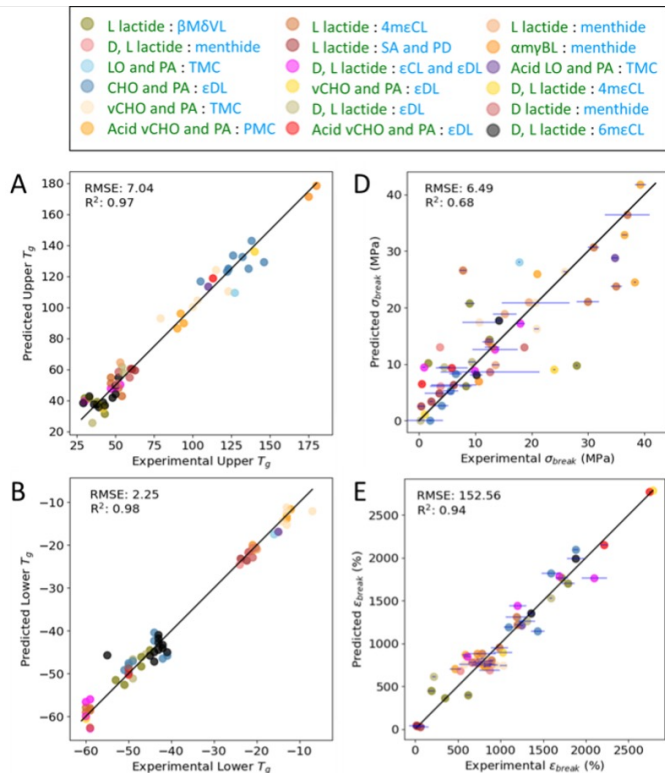 L lactide : βMδVL
L lactide : 4mεCL
L lactide : menthide
D, L lactide : menthide
L lactide : SA and PD
αmγBL : menthide
LO and PA : TMC
D, L lactide : εCL and εDL
Acid LO and PA : TMC
CHO and PA : εDL
vCHO and PA : εDL
D, L lactide : 4mεCL
vCHO and PA : TMC
D, L lactide : εDL
D lactide : menthide
Acid vCHO and PA : PMC
Acid vCHO and PA : εDL
D, L lactide : 6mεCL
A
RMSE: 7.04
R²: 0.97
Predicted Upper Tg
180
160
140
120
100
80
60
40
20
25 50 75 100 125 150 175
Experimental Upper Tg
D
RMSE: 6.49
R²: 0.68
Predicted σbreak (MPa)
40
30
20
10
0
0 10 20 30 40
Experimental σbreak (MPa)
B
RMSE: 2.25
R²: 0.98
Predicted Lower Tg
−10
−20
−30
−40
−50
−60
−60 −50 −40 −30 −20 −10
Experimental Lower Tg
E
RMSE: 152.56
R²: 0.94
Predicted εbreak (%)
2500
2000
1500
1000
500
0
0 500 1000 1500 2000 2500
Experimental εbreak (%)